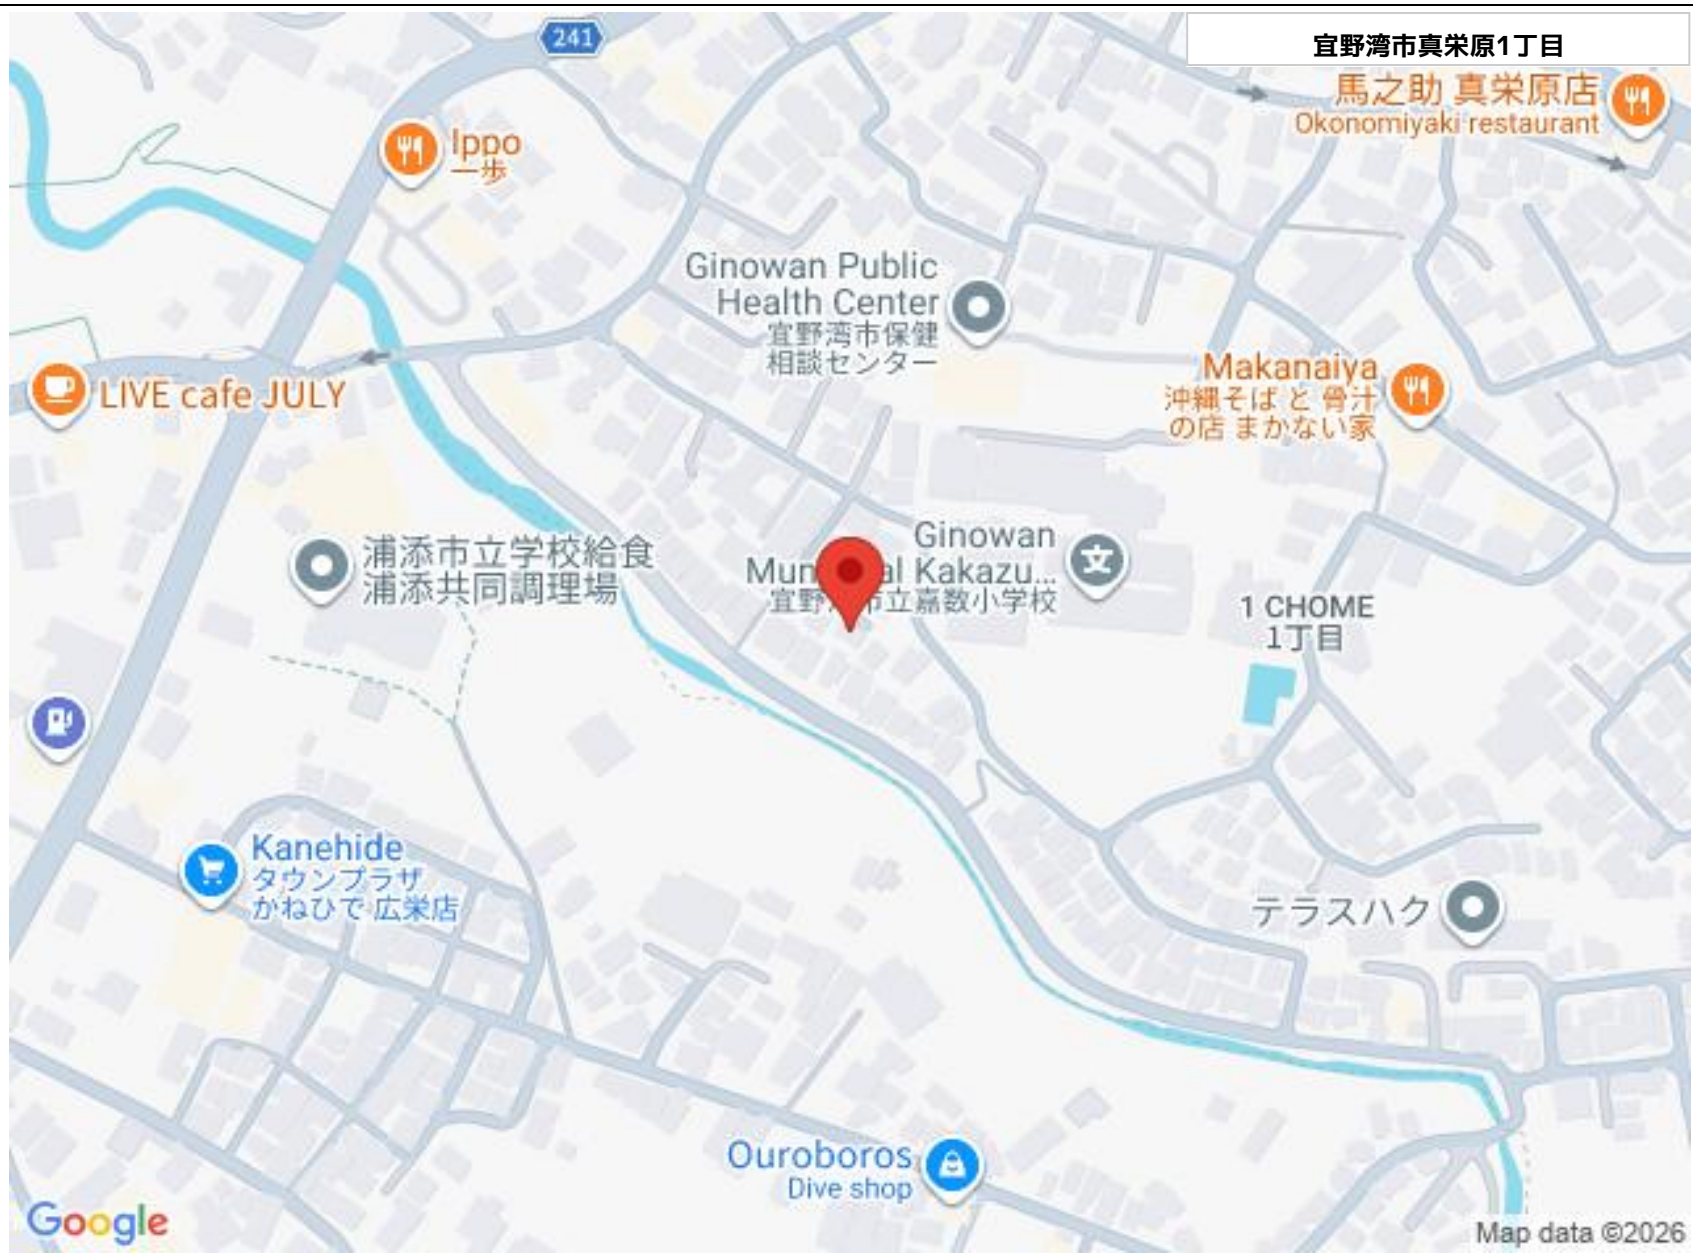 宜野湾市真栄原1丁目
241
馬之助 真栄原店
Okonomiyaki restaurant
Ippo
一歩
Ginowan Public
Health Center
宜野湾市保健
相談センター
Makanaiya
沖縄そば と 骨汁
の店 まかない家
LIVE cafe JULY
浦添市立学校給食
浦添共同調理場
Ginowan
Mun al Kakazu...
宜野 市立嘉数小学校
文
1 CHOME
1丁目
Kanehide
タウンプラザ
かねひで 広栄店
テラスハク
Ouroboros
Dive shop
Google
Map data ©2026